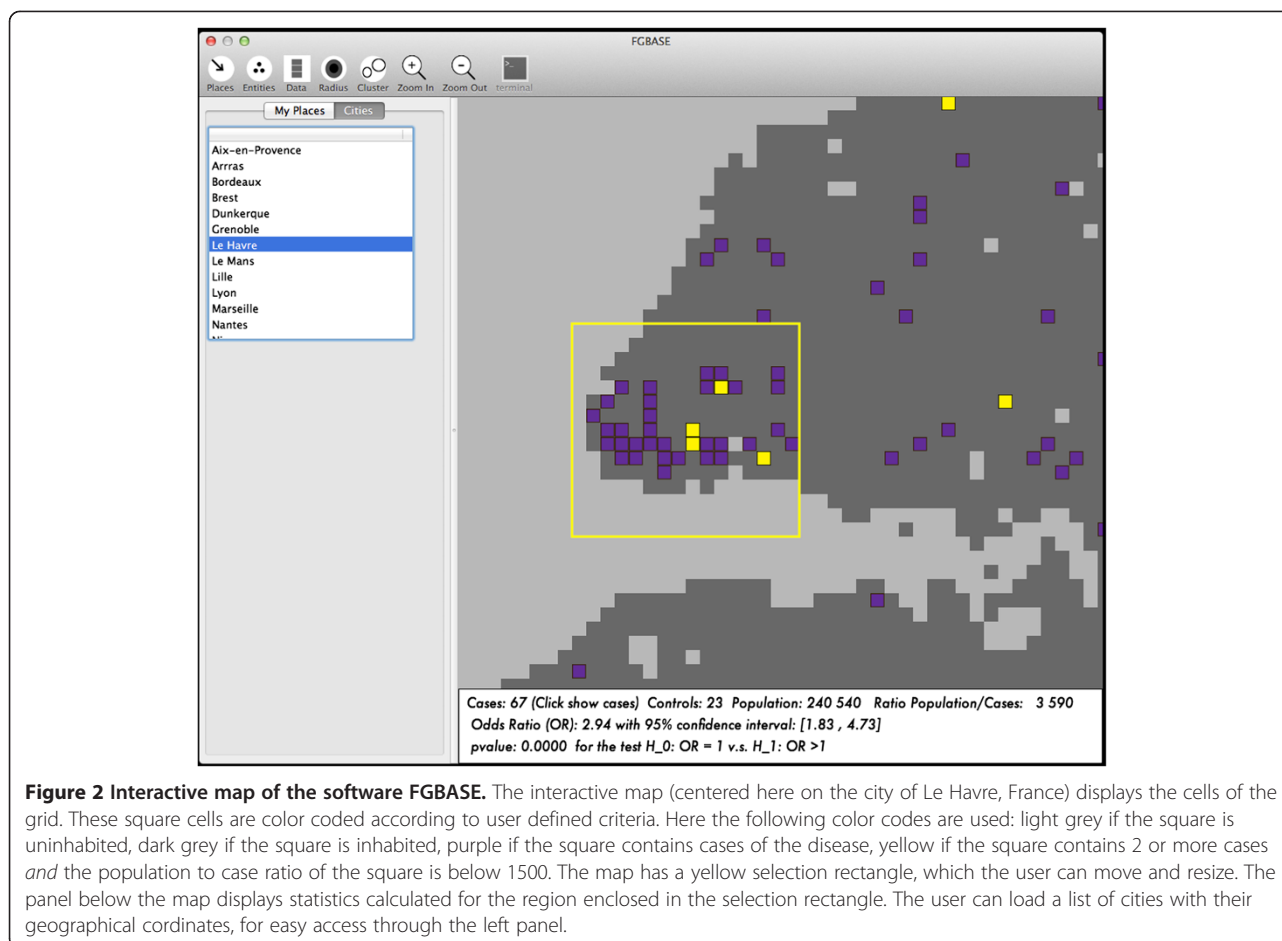 FGBASE
Places Entities Data Radius Cluster Zoom In Zoom Out terminal
My Places Cities
Aix-en-Provence
Arrras
Bordeaux
Brest
Dunkerque
Grenoble
Le Havre
Le Mans
Lille
Lyon
Marseille
Nantes
Cases: 67 (Click show cases) Controls: 23 Population: 240 540 Ratio Population/Cases: 3 590
Odds Ratio (OR): 2.94 with 95% confidence interval: [1.83 , 4.73]
pvalue: 0.0000 for the test H_0: OR = 1 v.s. H_1: OR >1
Figure 2 Interactive map of the software FGBASE. The interactive map (centered here on the city of Le Havre, France) displays the cells of the
grid. These square cells are color coded according to user defined criteria. Here the following color codes are used: light grey if the square is
uninhabited, dark grey if the square is inhabited, purple if the square contains cases of the disease, yellow if the square contains 2 or more cases
and the population to case ratio of the square is below 1500. The map has a yellow selection rectangle, which the user can move and resize. The
panel below the map displays statistics calculated for the region enclosed in the selection rectangle. The user can load a list of cities with their
geographical cordinates, for easy access through the left panel.